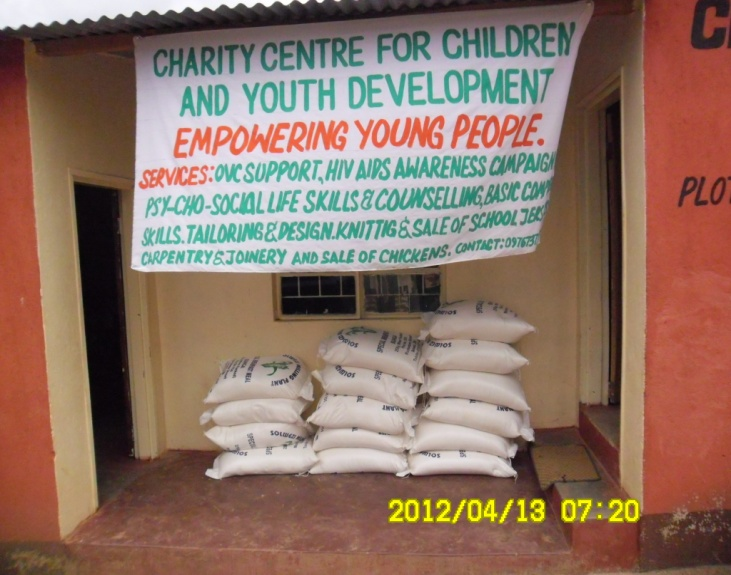 CHARITY CENTRE FOR CHILDREN
AND YOUTH DEVELOPMENT
EMPOWERING YOUNG PEOPLE.
SERVICES: OVC SUPPORT, HIV AIDS AWARENESS CAMPAIGN
PSY-CHO-SOCIAL LIFE SKILLS & COUNSELLING, BASIC COMP
SKILLS. TAILORING & DESIGN. KNITTIG & SALE OF SCHOOL JERS
CARPENTRY & JOINERY AND SALE OF CHICKENS. CONTACT:
PLOT
2012/04/13 07:20